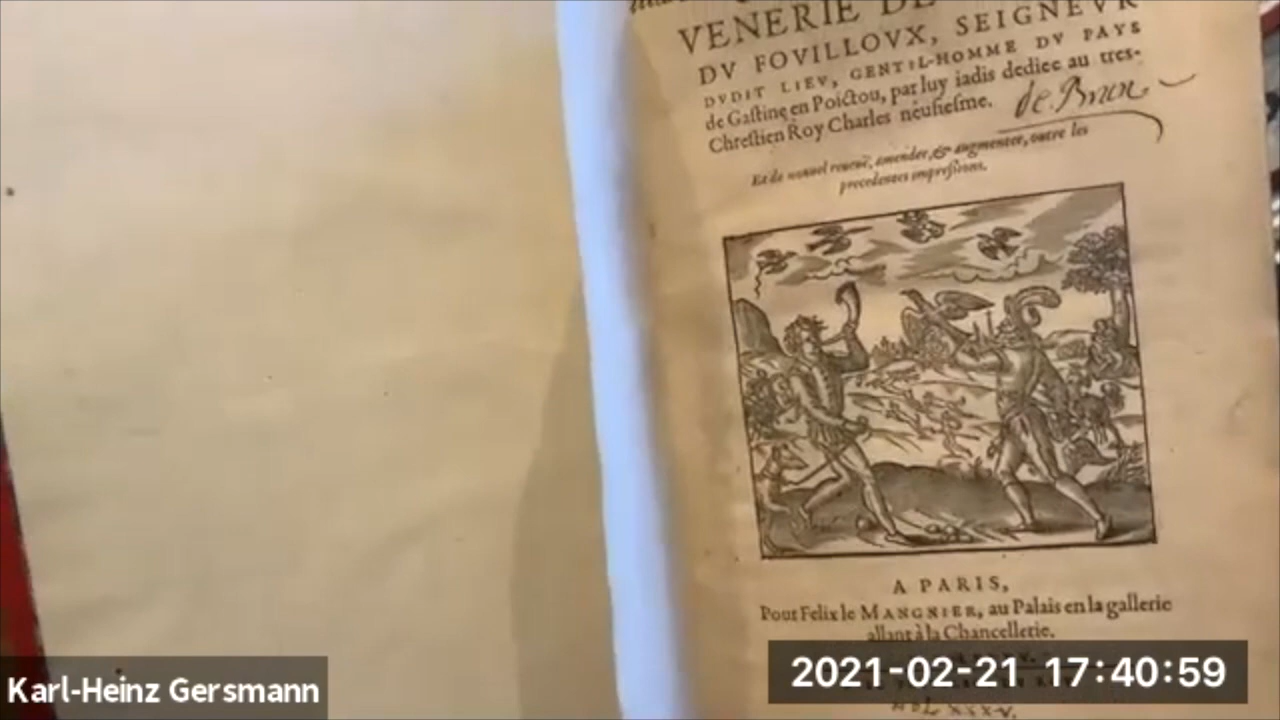 VENERIE DE
DV FOVILLOVX, SEIGNEVR
DVDIT LIEV, GENTIL-HOMME DV PAYS
de Gastine en Poictou, par luy iadis dediee au tres-
Chrestien Roy Charles neufiesme.
Et de nouuel reueuë, amendee, & augmentee, outre les
precedentes impressions.
A PARIS,
Pour Felix le MANGNIER, au Palais en la gallerie
allant à la Chancellerie.
Karl-Heinz Gersmann
2021-02-21 17:40:59